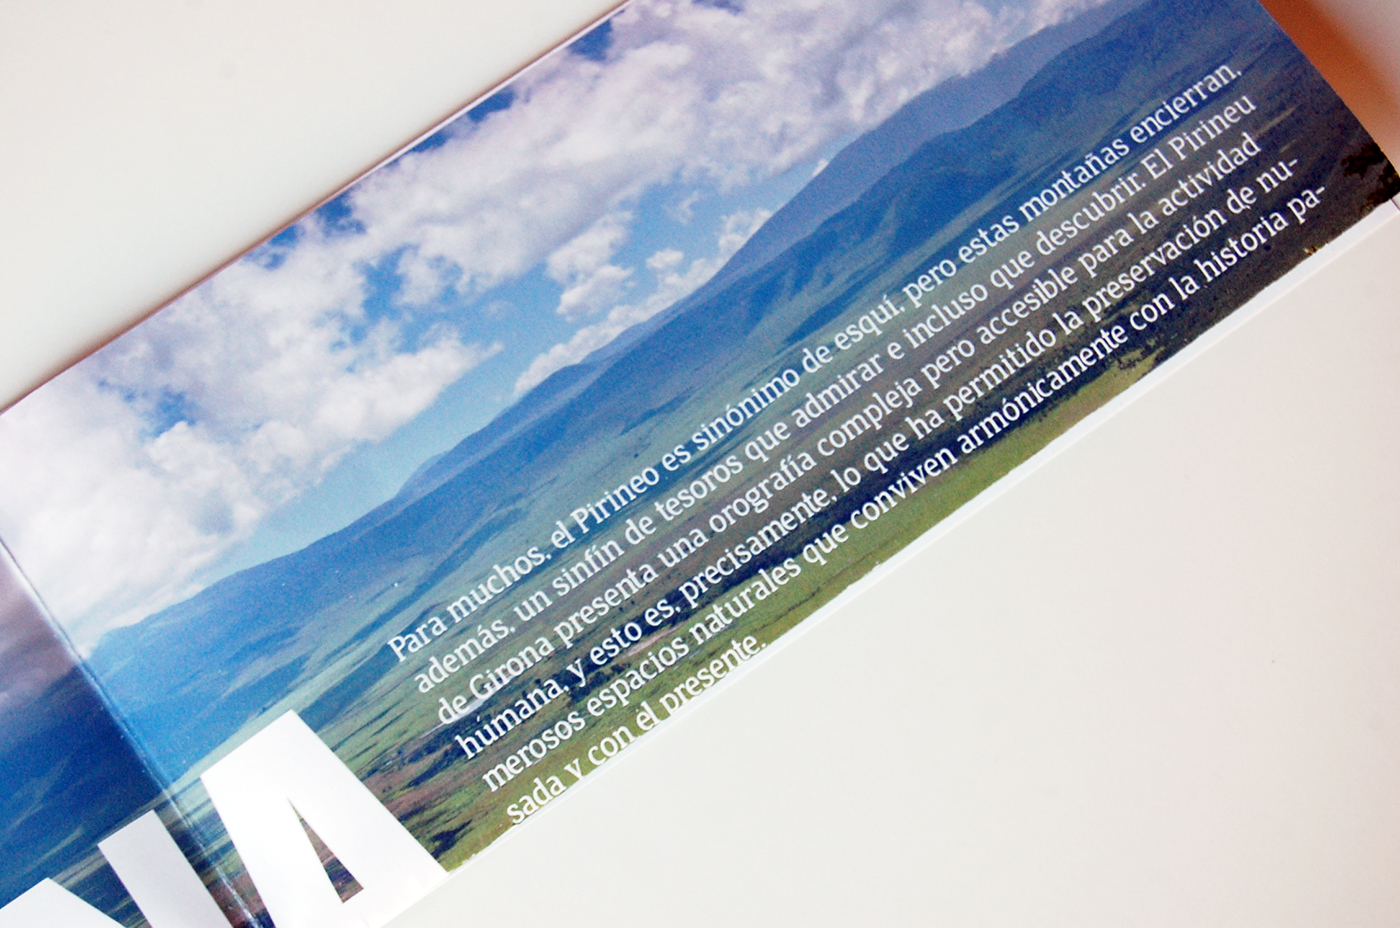 Para muchos, el Pirineo es sinónimo de esquí, pero estas montañas encierran,
además, un sinfín de tesoros que admirar e incluso que descubrir. El Pirineu
de Girona presenta una orografía compleja pero accesible para la actividad
húmana, y esto es, precisamente, lo que ha permitido la preservación de nu-
merosos espacios naturales que conviven armónicamente con la historia pa-
sada y con el presente.
NA